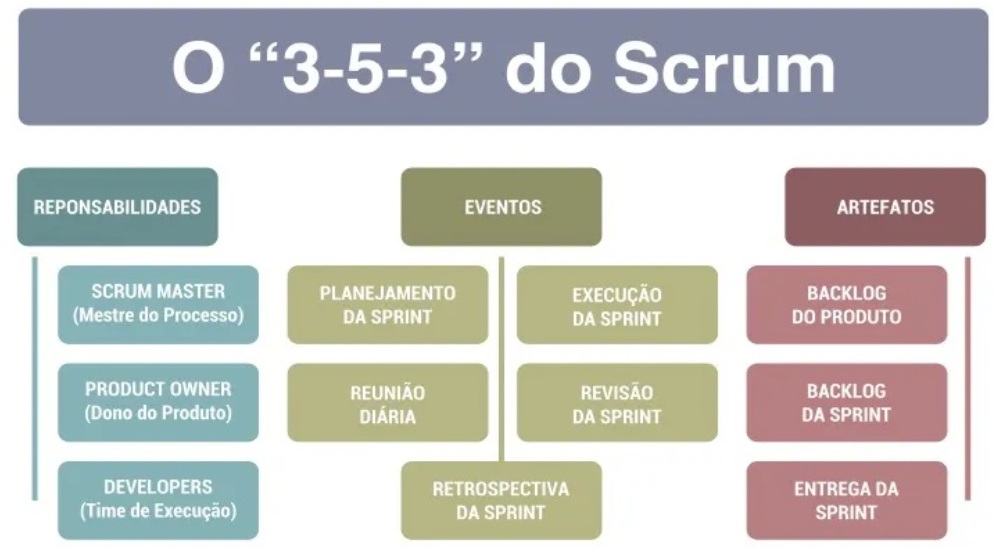 O “3-5-3” do Scrum
REPONSABILIDADES
SCRUM MASTER
(Mestre do Processo)
PRODUCT OWNER
(Dono do Produto)
DEVELOPERS
(Time de Execução)
EVENTOS
PLANEJAMENTO
DA SPRINT
EXECUÇÃO
DA SPRINT
REUNIÃO
DIÁRIA
REVISÃO
DA SPRINT
RETROSPECTIVA
DA SPRINT
ARTEFATOS
BACKLOG
DO PRODUTO
BACKLOG
DA SPRINT
ENTREGA DA
SPRINT